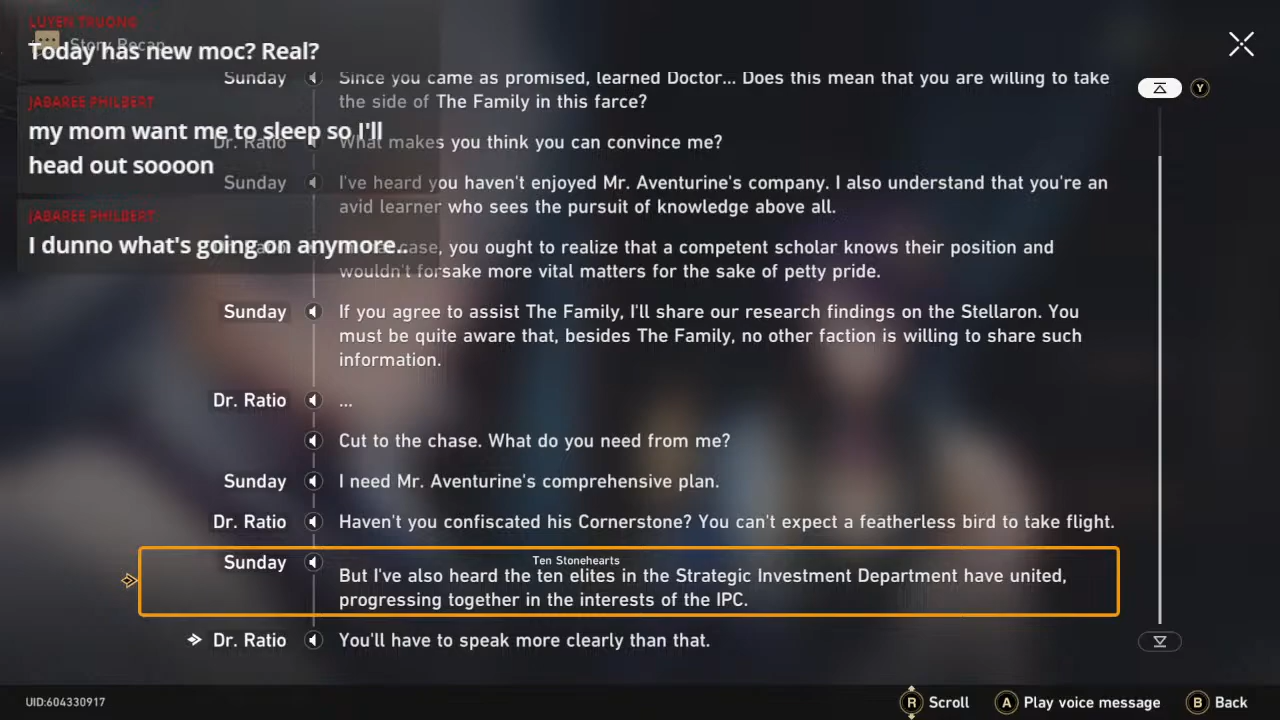 LUYEN TRUONG
Story Recap
Today has new moc? Real?
Sunday
Since you came as promised, learned Doctor... Does this mean that you are willing to take
the side of The Family in this farce?
Y
JABAREE PHILBERT
my mom want me to sleep so I'll
head out soooon
Dr. Ratio
What makes you think you can convince me?
Sunday
I've heard you haven't enjoyed Mr. Aventurine's company. I also understand that you're an
avid learner who sees the pursuit of knowledge above all.
JABAREE PHILBERT
I dunno what's going on anymore..
case, you ought to realize that a competent scholar knows their position and
wouldn't forsake more vital matters for the sake of petty pride.
Sunday
If you agree to assist The Family, I'll share our research findings on the Stellaron. You
must be quite aware that, besides The Family, no other faction is willing to share such
information.
Dr. Ratio
...
Cut to the chase. What do you need from me?
Sunday
I need Mr. Aventurine's comprehensive plan.
Dr. Ratio
Haven't you confiscated his Cornerstone? You can't expect a featherless bird to take flight.
Sunday
Ten Stonehearts
But I've also heard the ten elites in the Strategic Investment Department have united,
progressing together in the interests of the IPC.
Dr. Ratio
You'll have to speak more clearly than that.
UID:604330917
R Scroll
A Play voice message
B Back